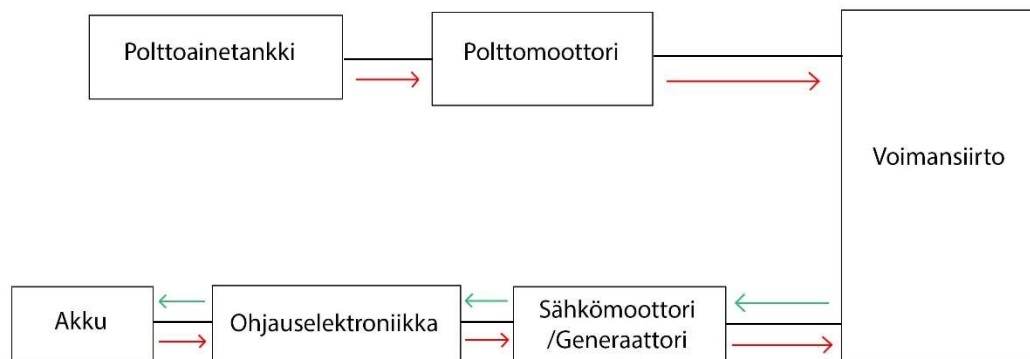 Polttoainetankki
Polttomoottori
Voimansiirto
Akku
Ohjauselektroniikka
Sähkömoottori
/Generaattori